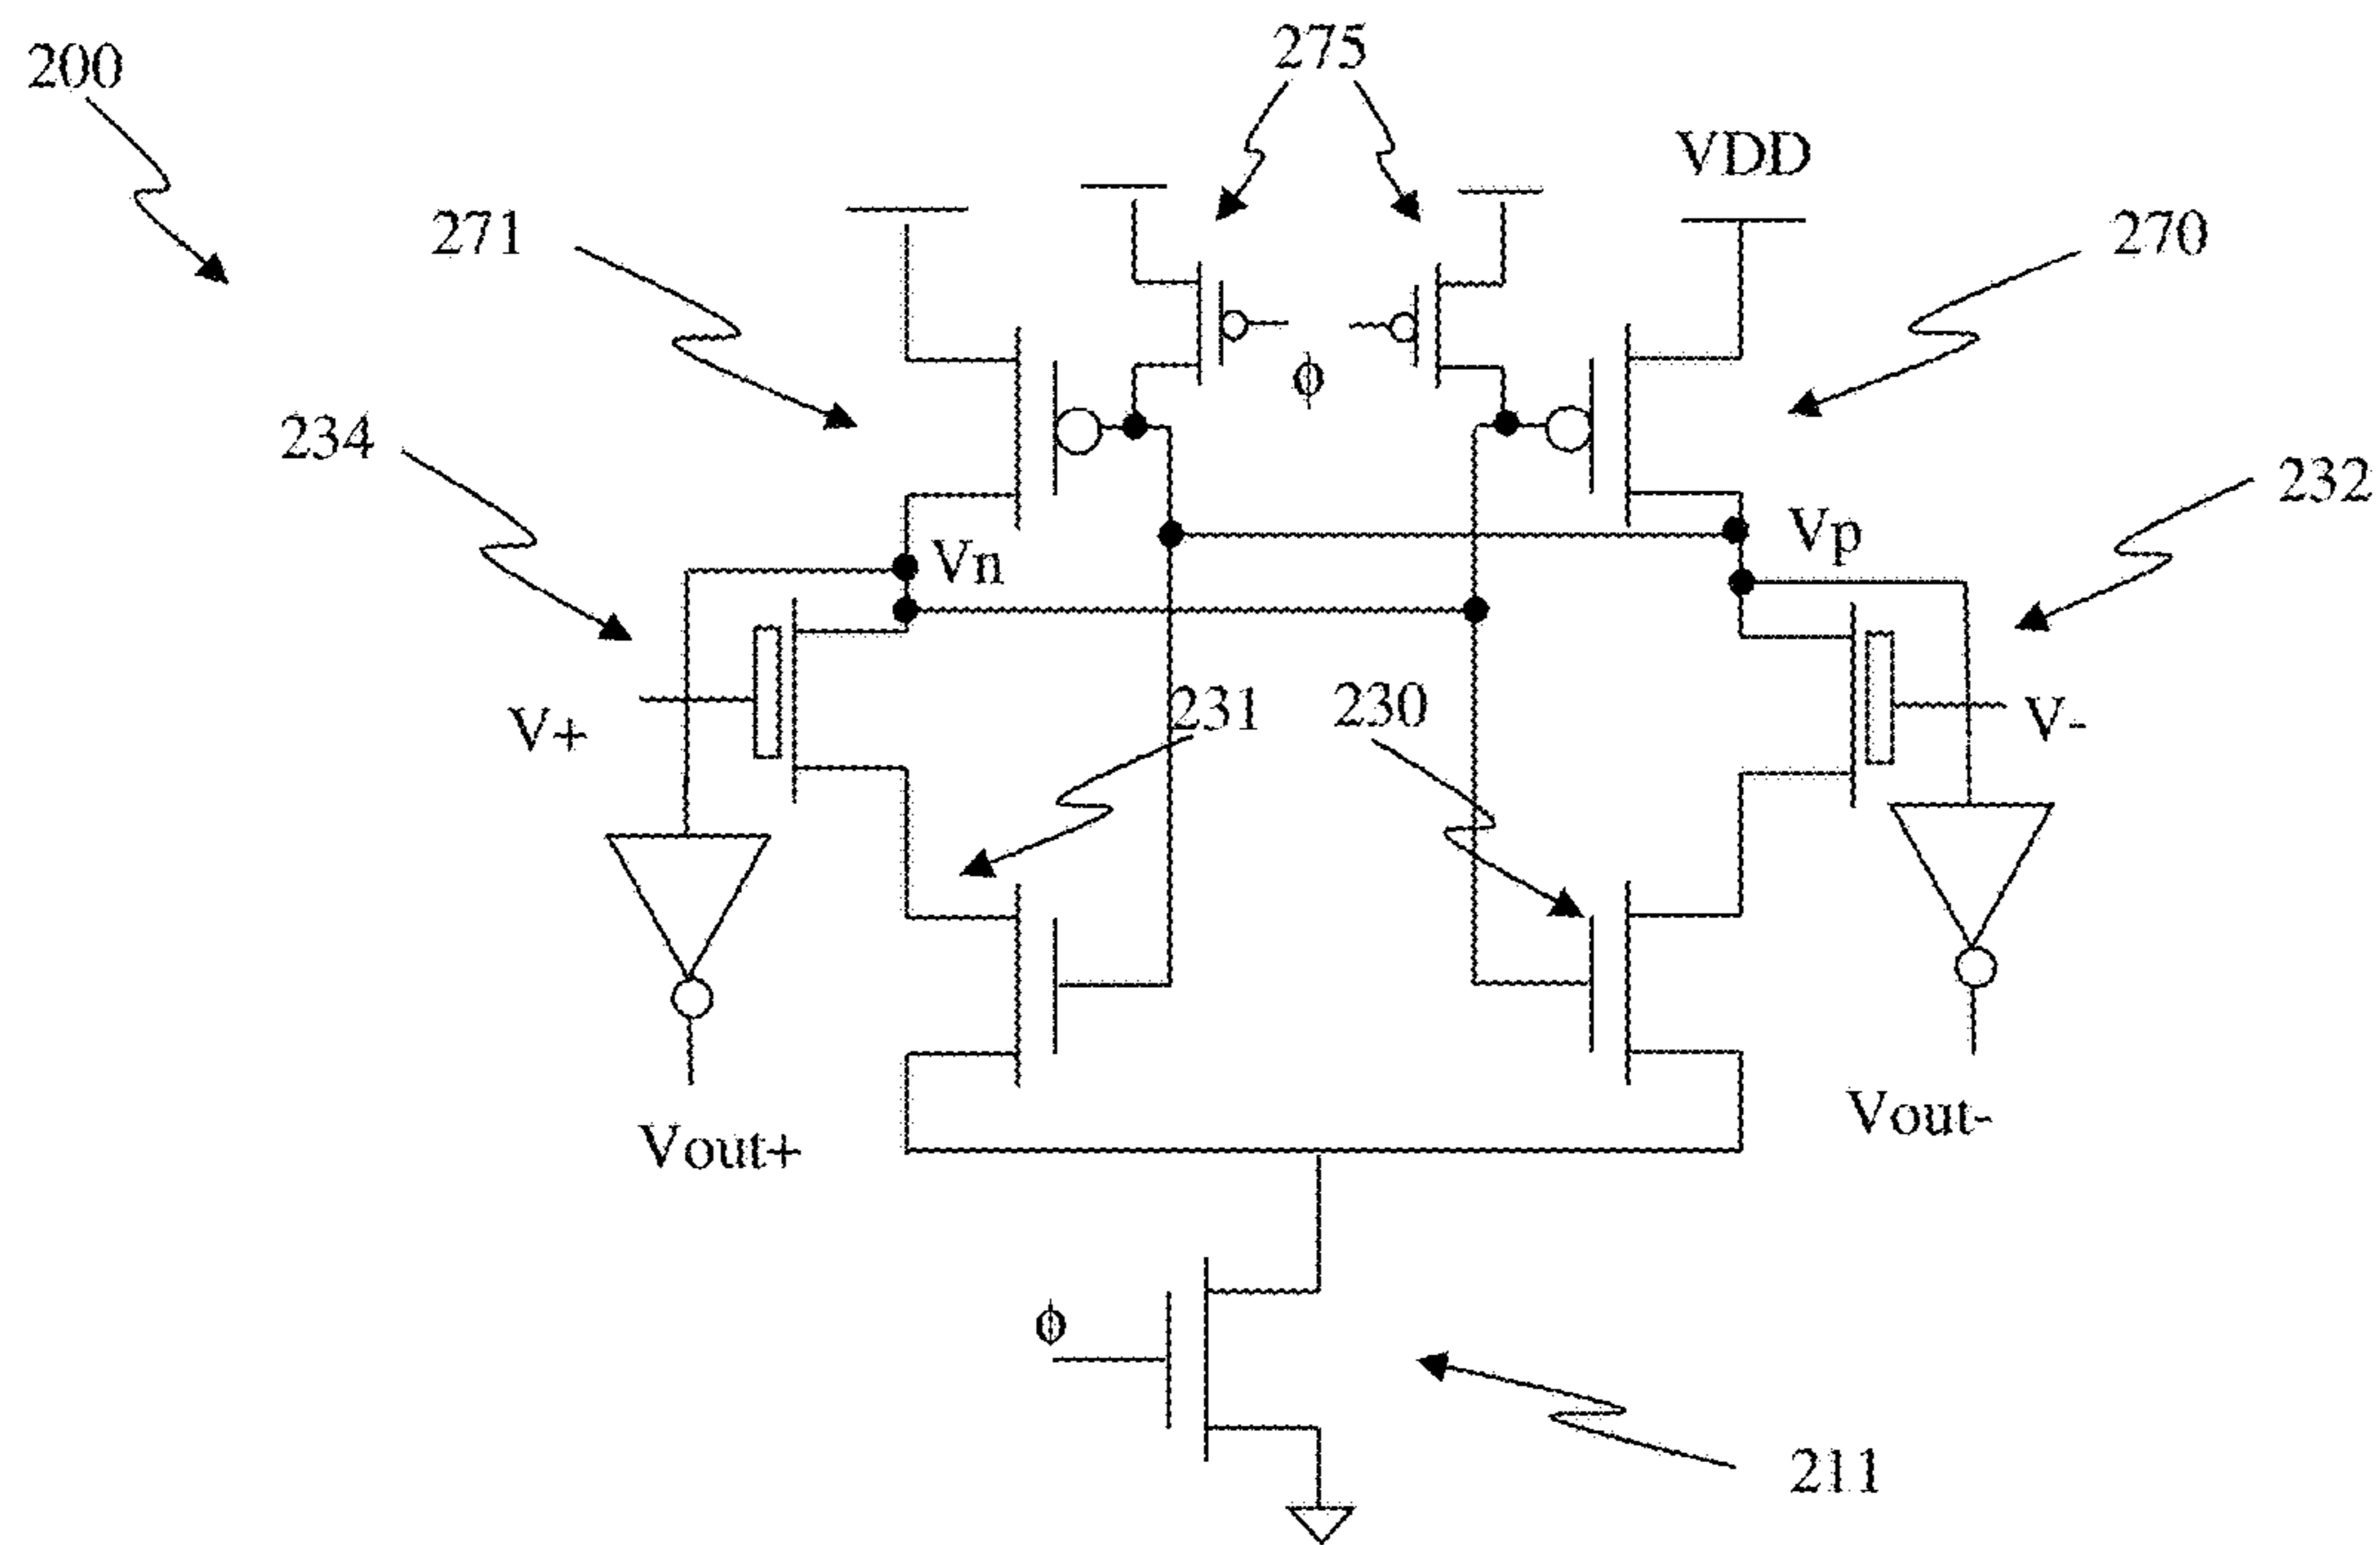 200
275
VDD
271
270
234
232
ϕ
Vp
Vn
231
230
V+
V-
Vout+
Vout-
ϕ
211